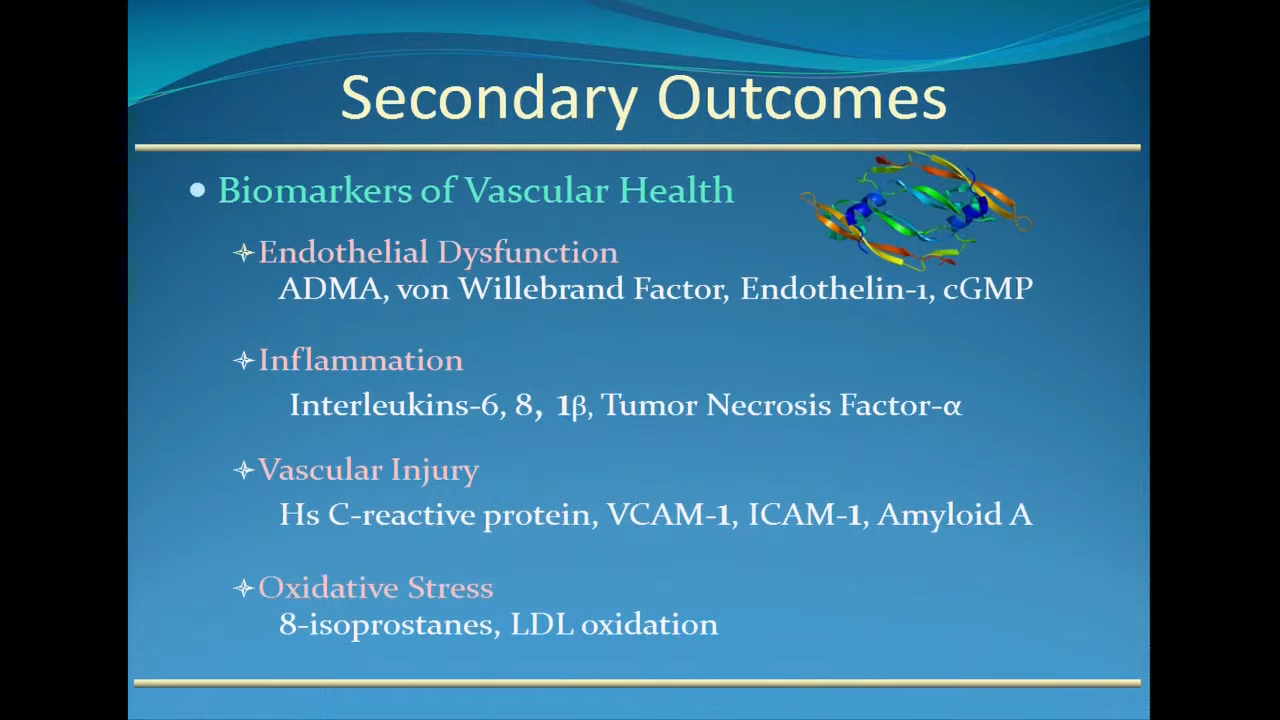 Secondary Outcomes
• Biomarkers of Vascular Health
Endothelial Dysfunction
ADMA, von Willebrand Factor, Endothelin-1, cGMP
Inflammation
Interleukins-6, 8, 1β, Tumor Necrosis Factor-α
Vascular Injury
Hs C-reactive protein, VCAM-1, ICAM-1, Amyloid A
Oxidative Stress
8-isoprostanes, LDL oxidation